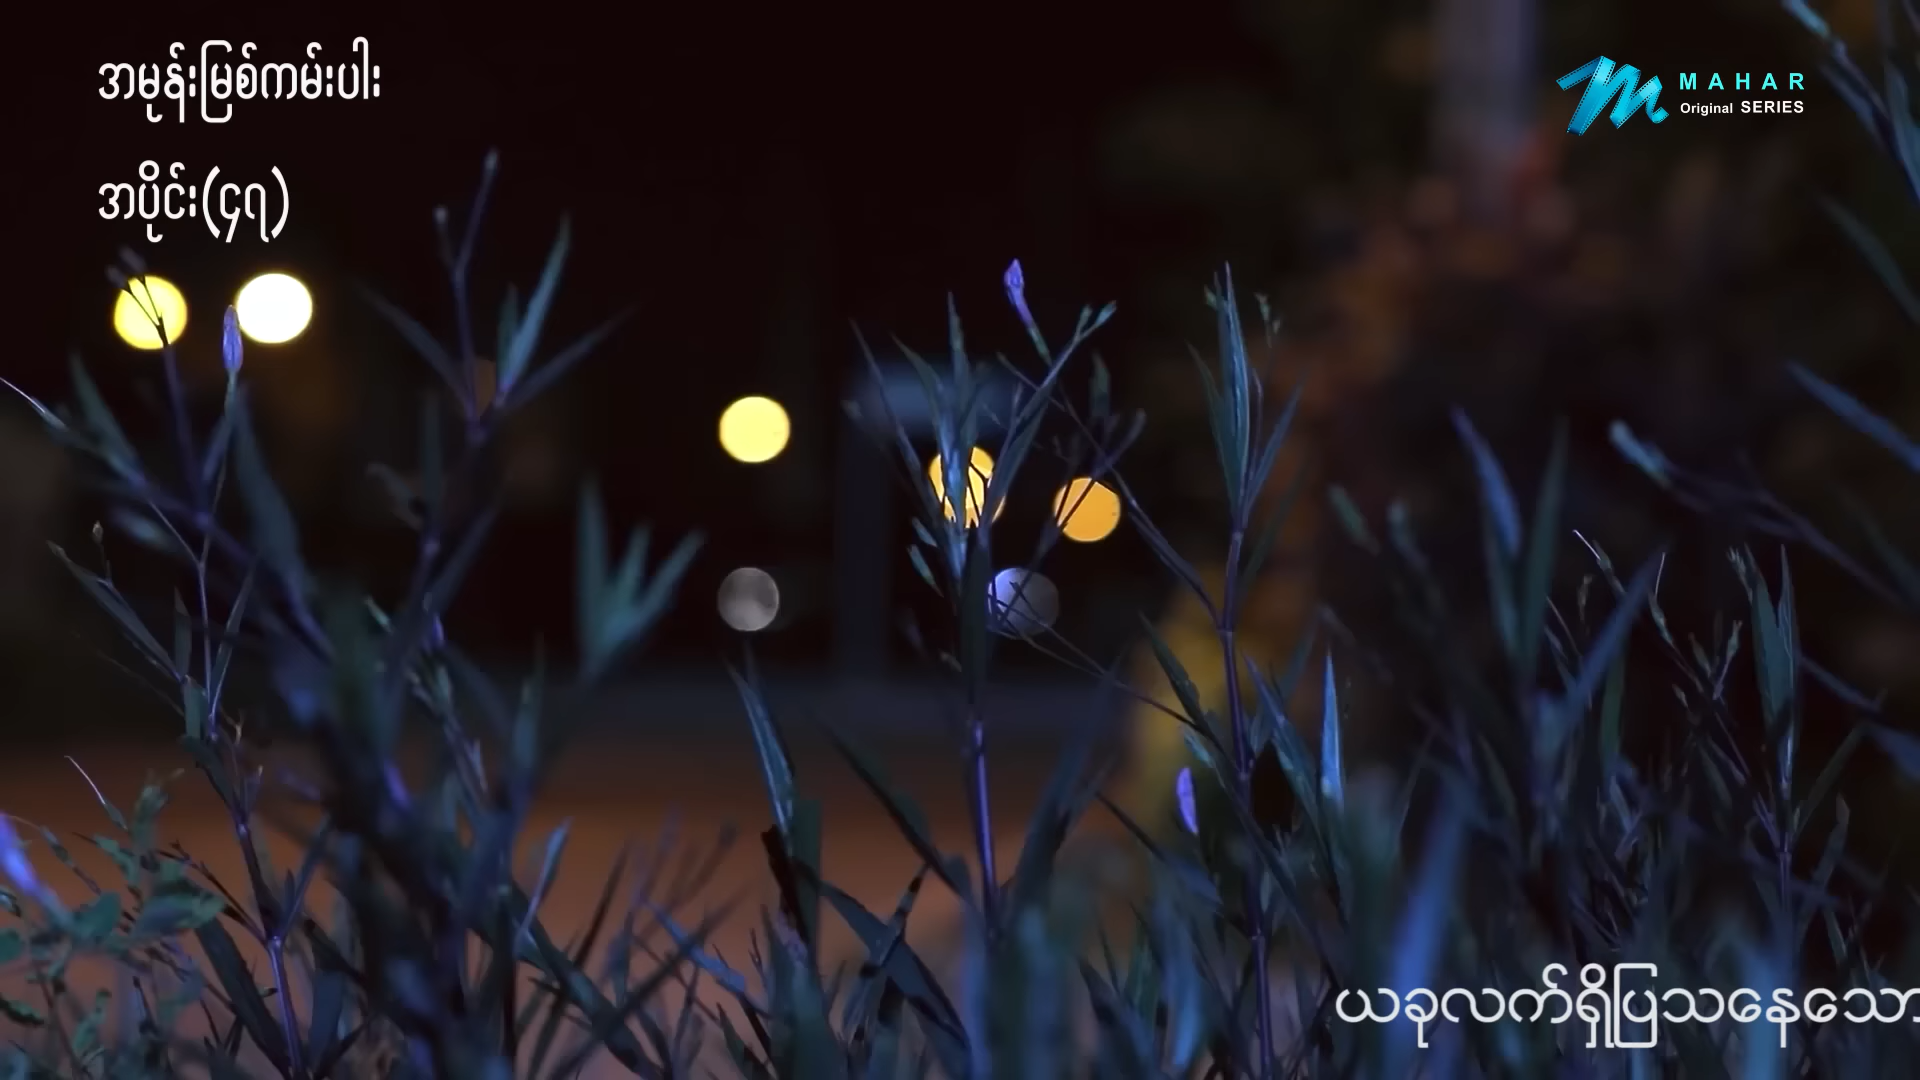 အမုန်းမြစ်ကမ်းပါး
MAHAR
Original SERIES
အပိုင်း(၄၇)
ယခုလက်ရှိပြသနေသော